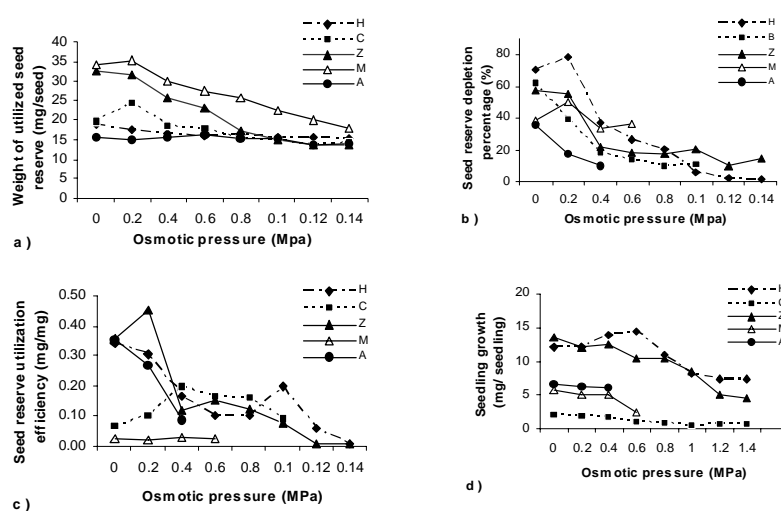 H
C
Z
M
A
Weight of utilized seed
reserve (mg/seed)
40
35
30
25
20
15
10
5
0
0 0.2 0.4 0.6 0.8 0.1 0.12 0.14
Osmotic pressure (Mpa)
a )
H
B
Z
M
A
Seed reserve depletion
percentage (%)
80
60
40
20
0
0 0.2 0.4 0.6 0.8 0.1 0.12 0.14
Osmotic pressure (Mpa)
b )
H
C
Z
M
A
Seed reserve utilization
efficiency (mg/mg)
0.50
0.40
0.30
0.20
0.10
0.00
0 0.2 0.4 0.6 0.8 0.1 0.12 0.14
Osmotic pressure (MPa)
c )
Seedling growth
(mg/ seedling)
20
15
10
5
0
0 0.2 0.4 0.6 0.8 1 1.2 1.4
Osmotic pressure (MPa)
d )